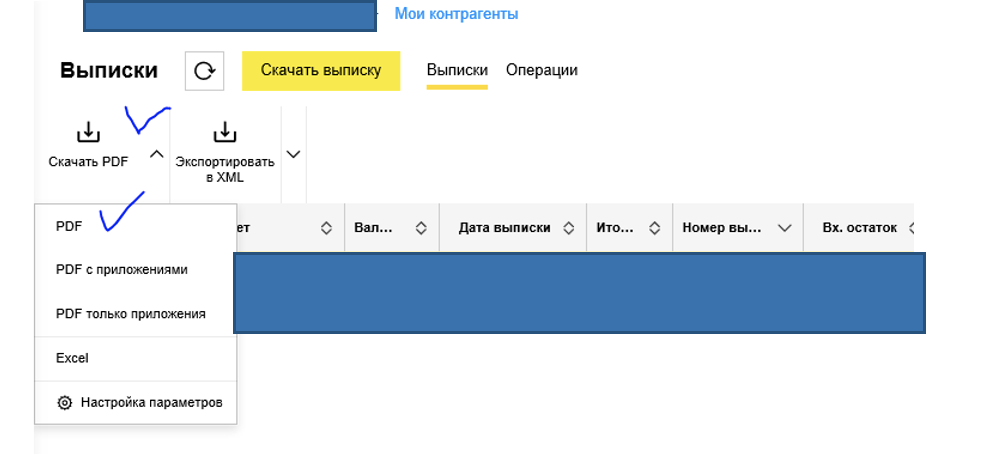 Мои контрагенты
Выписки
Скачать выписку
Выписки
Операции
Скачать PDF
Экспортировать
в XML
PDF
ет
Вал...
Дата выписки
Ито...
Номер вы...
Вх. остаток
PDF с приложениями
PDF только приложения
Excel
Настройка параметров